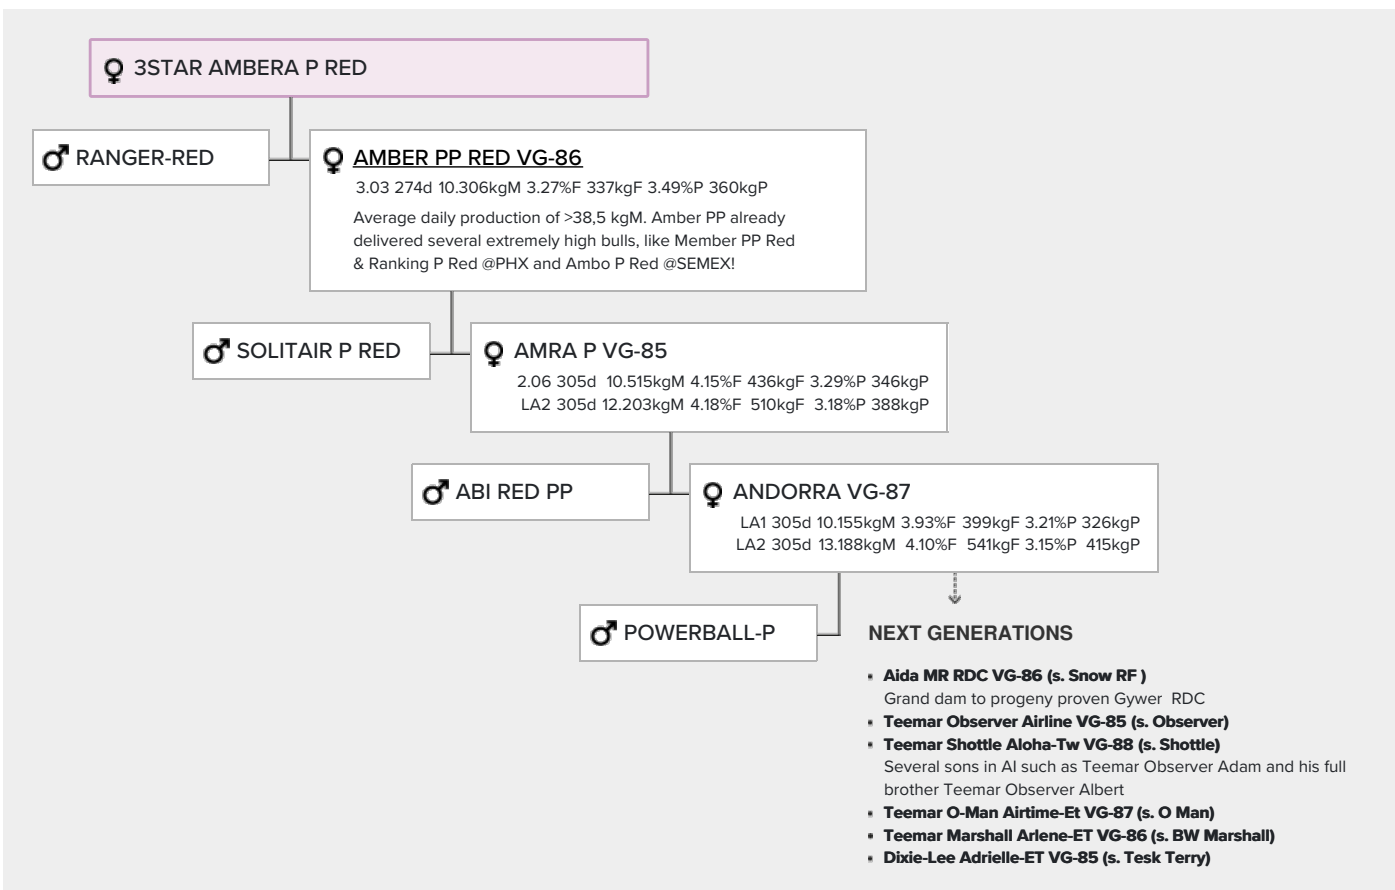 3STAR AMBERA P RED
RANGER-RED
AMBER PP RED VG-86
3.03 274d 10.306kgM 3.27%F 337kgF 3.49%P 360kgP
Average daily production of >38,5 kgM. Amber PP already
delivered several extremely high bulls, like Member PP Red
& Ranking P Red @PHX and Ambo P Red @SEMEX!
SOLITAIR P RED
AMRA P VG-85
2.06 305d 10.515kgM 4.15%F 436kgF 3.29%P 346kgP
LA2 305d 12.203kgM 4.18%F 510kgF 3.18%P 388kgP
ABI RED PP
ANDORRA VG-87
LA1 305d 10.155kgM 3.93%F 399kgF 3.21%P 326kgP
LA2 305d 13.188kgM 4.10%F 541kgF 3.15%P 415kgP
POWERBALL-P
NEXT GENERATIONS
▪ Aida MR RDC VG-86 (s. Snow RF )
Grand dam to progeny proven Gywer RDC
▪ Teemar Observer Airline VG-85 (s. Observer)
▪ Teemar Shottle Aloha-Tw VG-88 (s. Shottle)
Several sons in AI such as Teemar Observer Adam and his full
brother Teemar Observer Albert
▪ Teemar O-Man Airtime-Et VG-87 (s. O Man)
▪ Teemar Marshall Arlene-ET VG-86 (s. BW Marshall)
▪ Dixie-Lee Adrielle-ET VG-85 (s. Tesk Terry)